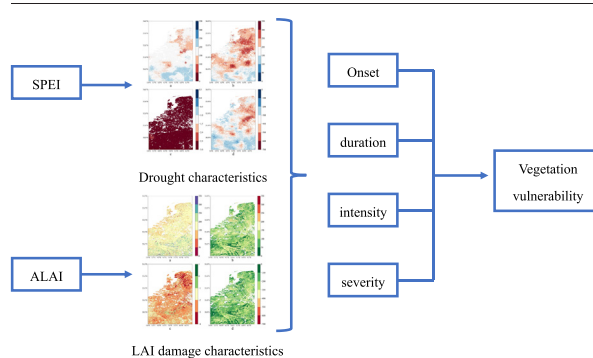 SPEI
Drought characteristics
ALAI
LAI damage characteristics
Onset
duration
intensity
severity
Vegetation
vulnerability